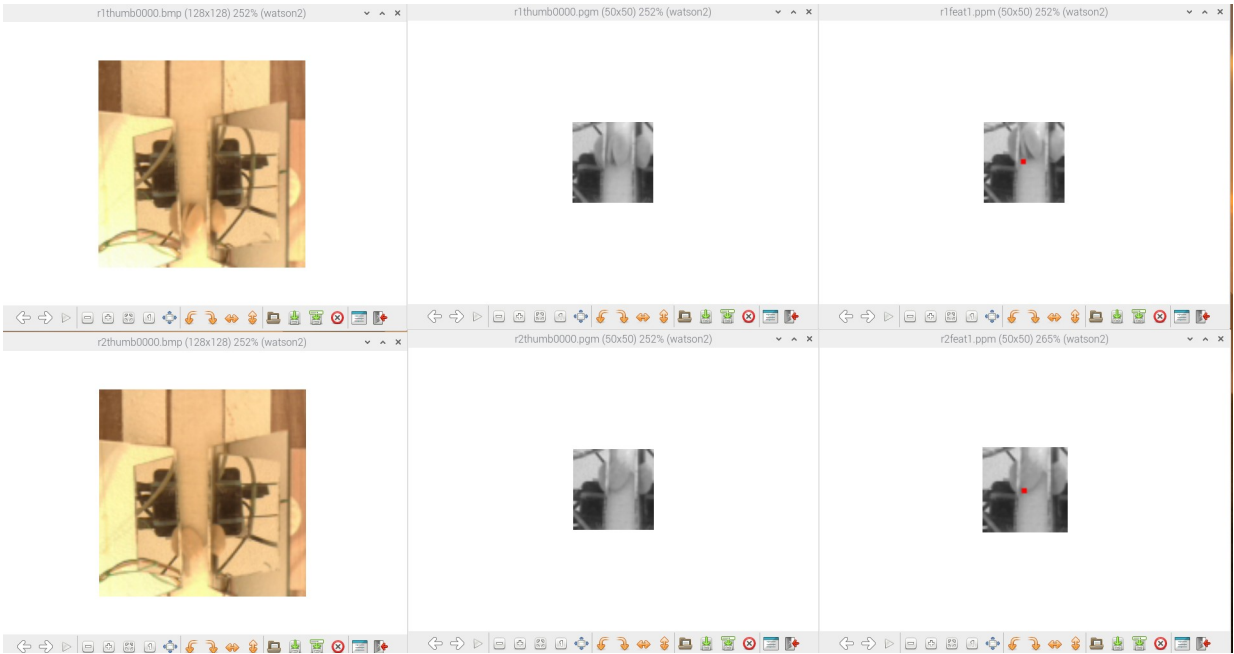 r1thumb0000.bmp (128x128) 252% (watson2)
r1thumb0000.pgm (50x50) 252% (watson2)
r1feat1.ppm (50x50) 252% (watson2)
r2thumb0000.bmp (128x128) 252% (watson2)
r2thumb0000.pgm (50x50) 252% (watson2)
r2feat1.ppm (50x50) 265% (watson2)